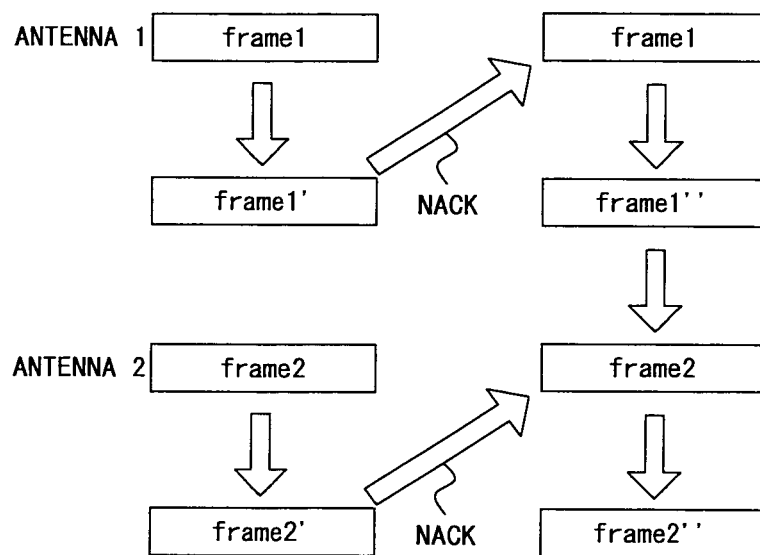 ANTENNA 1 frame1 frame1
frame1' NACK frame1''
ANTENNA 2 frame2 frame2
frame2' NACK frame2''